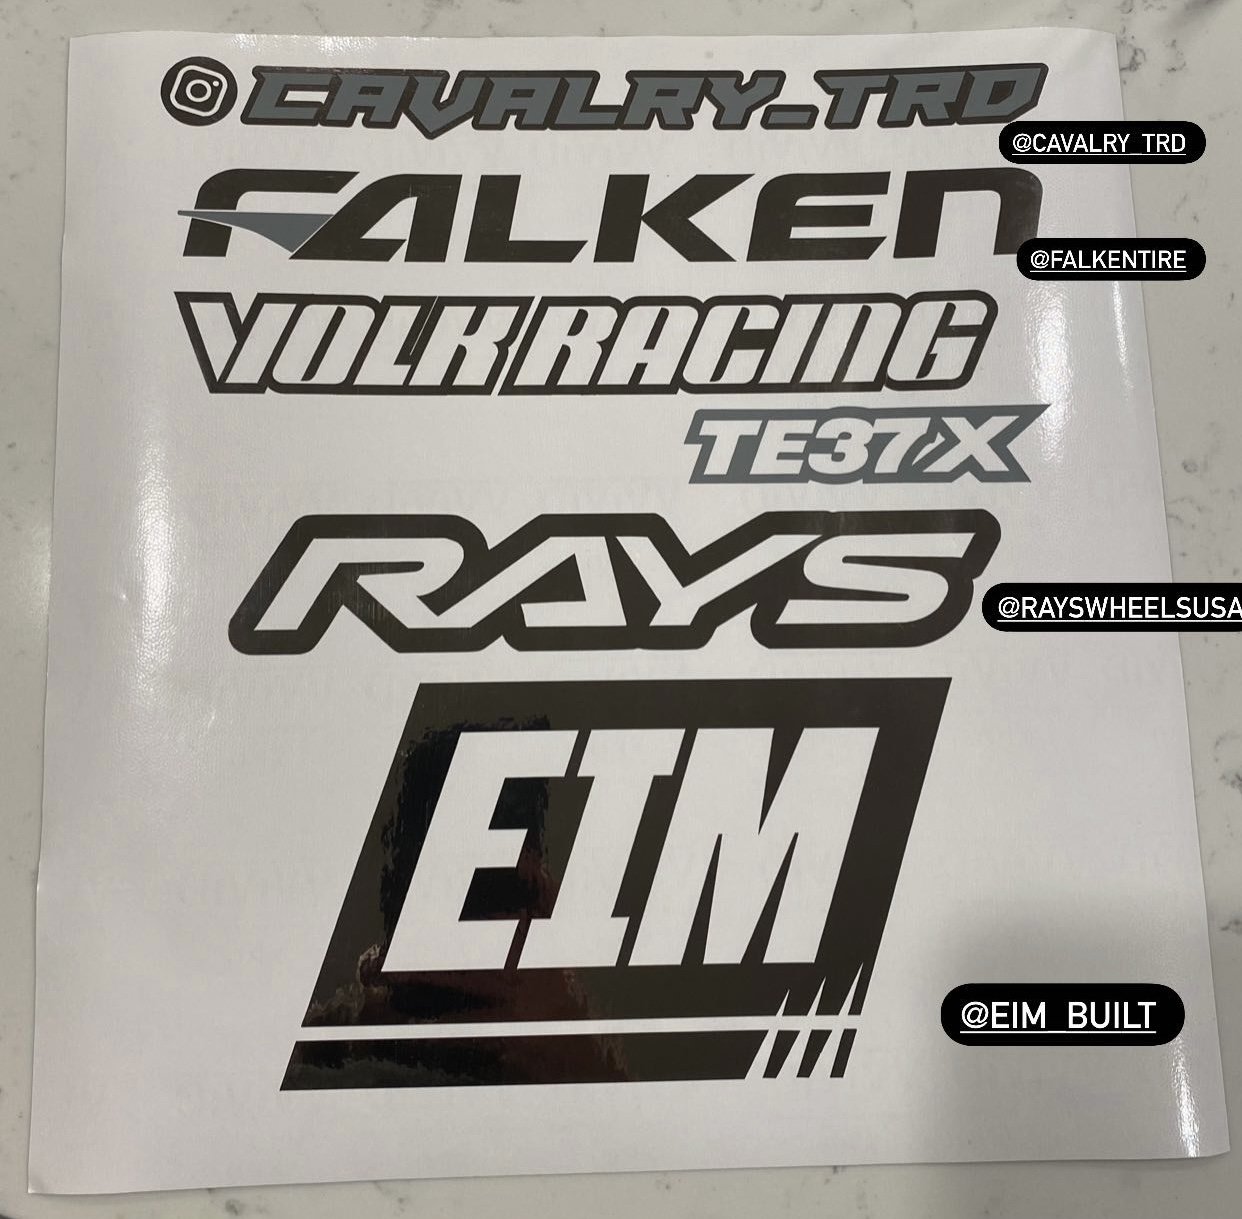 CAVALRY_TRD
@CAVALRY_TRD
FALKEN
@FALKENTIRE
VOLK RACING
TE37X
RAYS
@RAYSWHEELSUSA
EIM
@EIM_BUILT